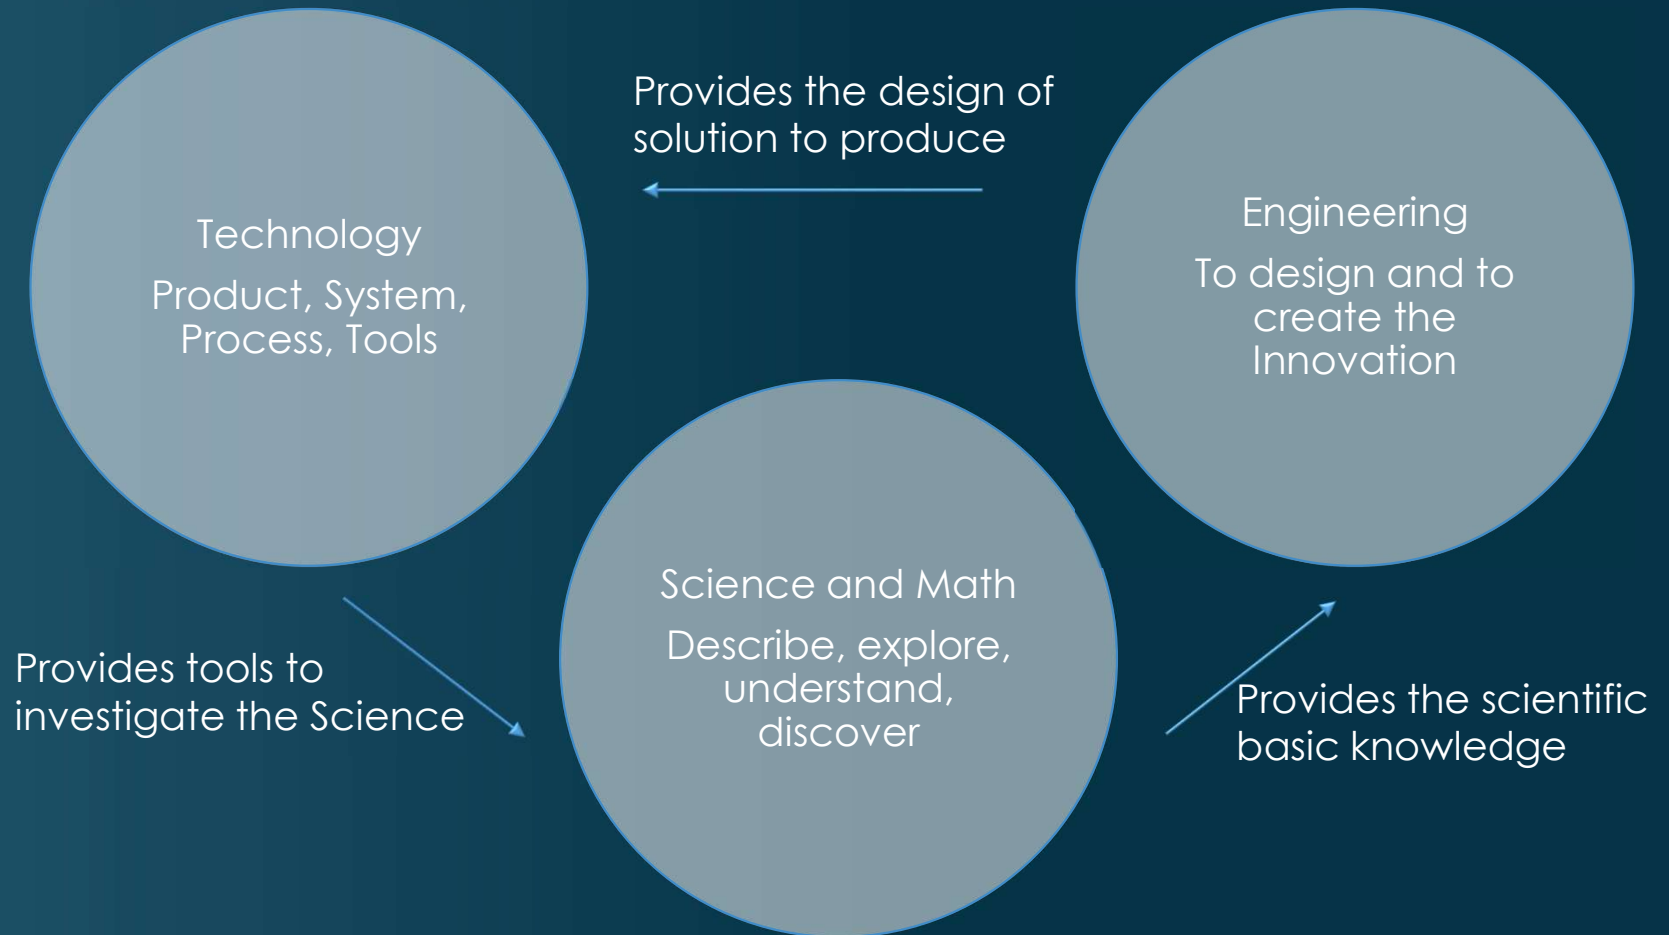 Provides the design of
solution to produce
Technology
Product, System,
Process, Tools
Engineering
To design and to
create the
Innovation
Science and Math
Describe, explore,
understand,
discover
Provides tools to
investigate the Science
Provides the scientific
basic knowledge